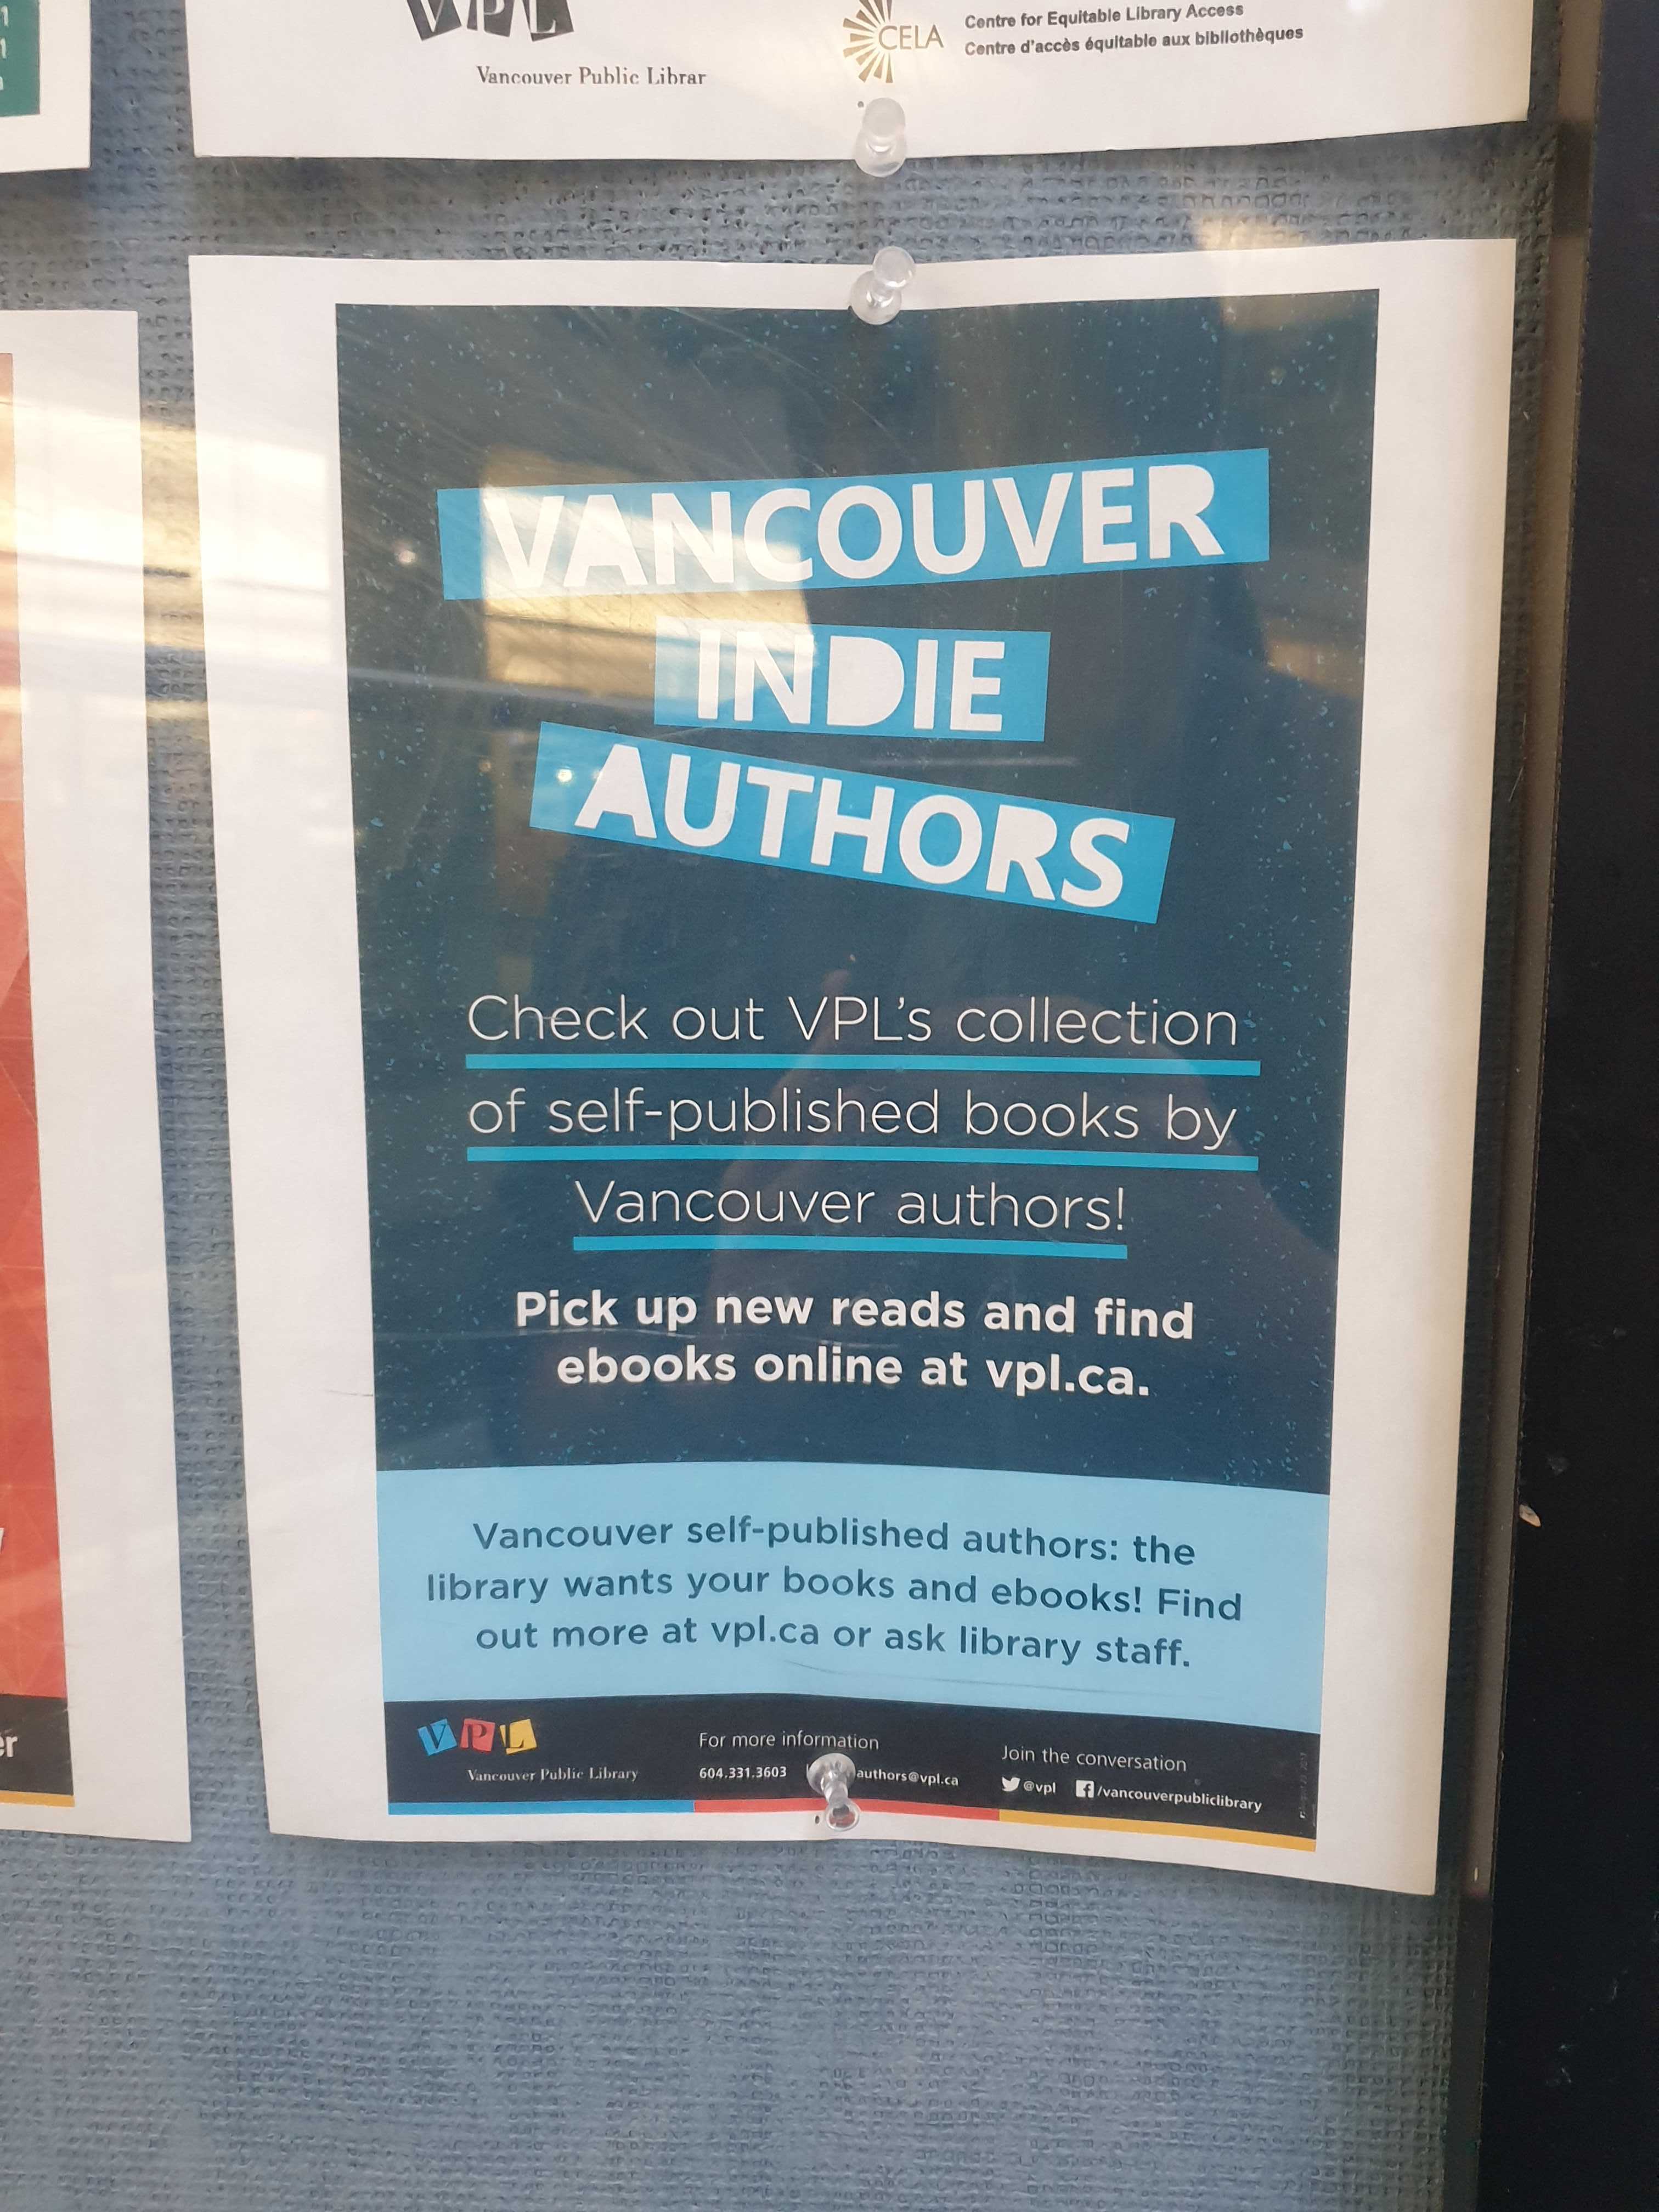 VPL
Vancouver Public Librar
CELA
Centre for Equitable Library Access
Centre d'accès équitable aux bibliothèques
VANCOUVER
INDIE
AUTHORS
Check out VPL's collection
of self-published books by
Vancouver authors!
Pick up new reads and find
ebooks online at vpl.ca.
Vancouver self-published authors: the
library wants your books and ebooks! Find
out more at vpl.ca or ask library staff.
VPL
Vancouver Public Library
For more information
604.331.3603
authors@vpl.ca
Join the conversation
@vpl
/vancouverpubliclibrary
er